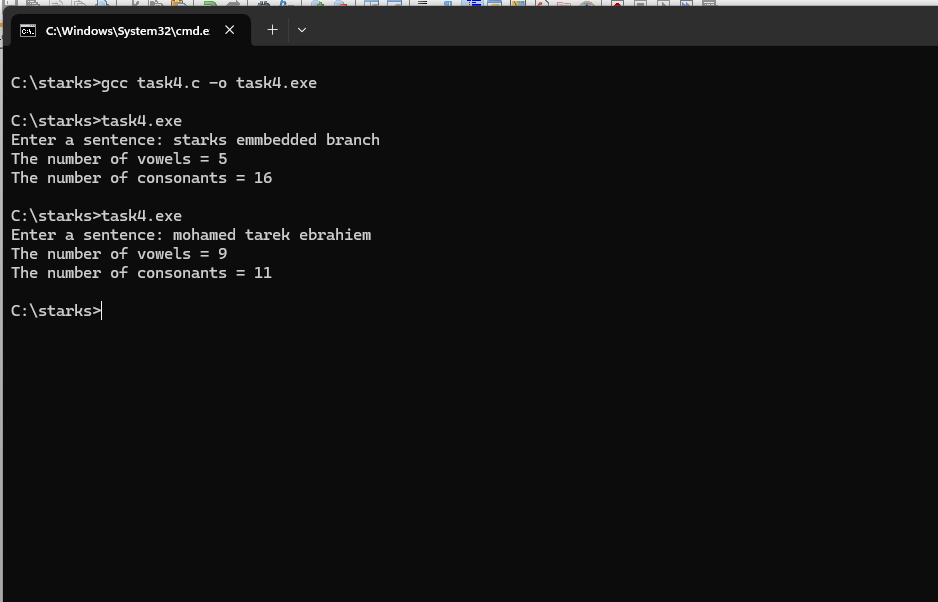 C:\Windows\System32\cmd.e
C:\starks>gcc task4.c -o task4.exe
C:\starks>task4.exe
Enter a sentence: starks emmbedded branch
The number of vowels = 5
The number of consonants = 16
C:\starks>task4.exe
Enter a sentence: mohamed tarek ebrahiem
The number of vowels = 9
The number of consonants = 11
C:\starks>